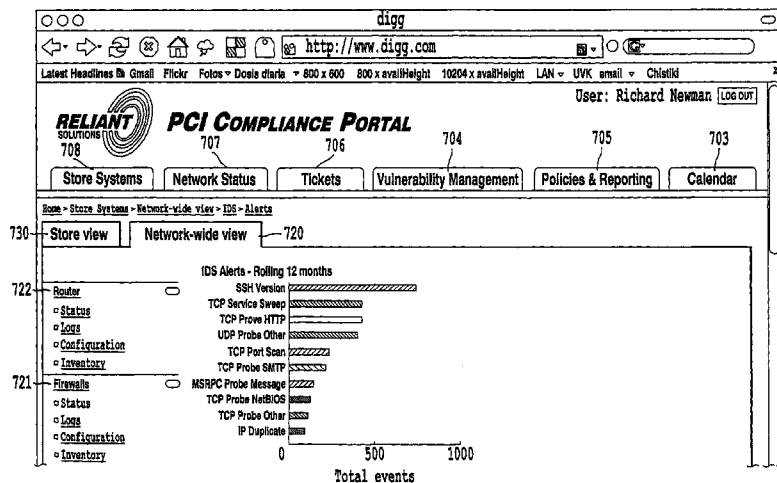 digg
http://www.digg.com
G
Latest Headlines Gmail Flickr Fotos Dosis diaria 800 x 600 800 x availHeight 10204 x availHeight LAN UVK email Chistiki
User: Richard Newman LOG OUT
RELIANT
SOLUTIONS
PCI COMPLIANCE PORTAL
708 707 706 704 705 703
Store Systems Network Status Tickets Vulnerability Management Policies & Reporting Calendar
Home > Store Systems > Network-wide view > IDS > Alerts
730 Store view Network-wide view 720
IDS Alerts - Rolling 12 months
722 Router
Status
Logs
Configuration
Inventory
721 Firewalls
Status
Logs
Configuration
Inventory
SSH Version
TCP Service Sweep
TCP Prove HTTP
UDP Probe Other
TCP Port Scan
TCP Probe SMTP
MSRPC Probe Message
TCP Probe NetBIOS
TCP Probe Other
IP Duplicate
0 500 1000
Total events